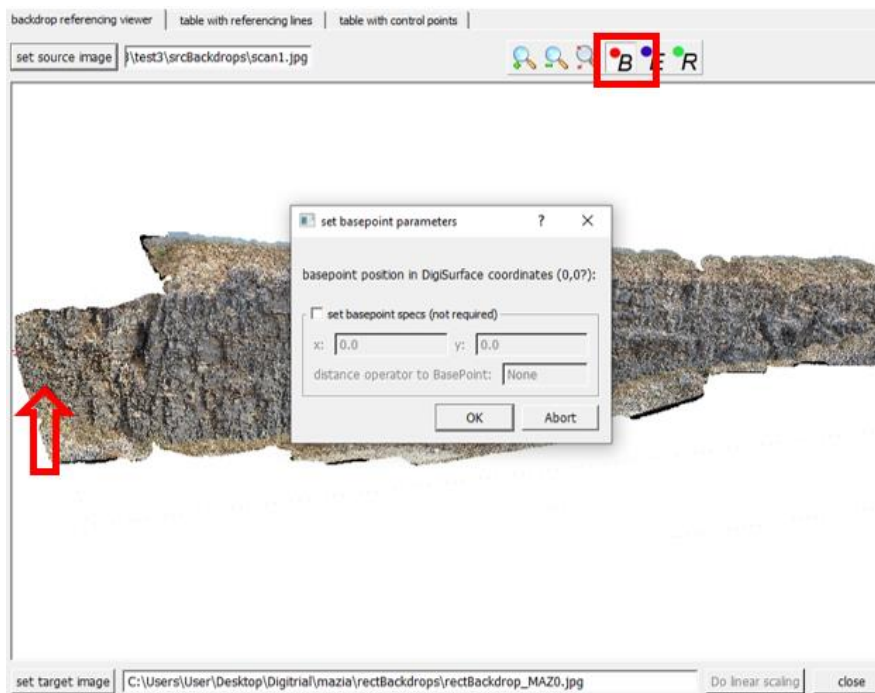 backdrop referencing viewer table with referencing lines table with control points
set source image )\test3\srcBackdrops\scan1.jpg B E R
set basepoint parameters ? X
basepoint position in DigiSurface coordinates (0,0?):
set basepoint specs (not required)
x: 0.0 y: 0.0
distance operator to BasePoint: None
OK Abort
set target image C:\Users\User\Desktop\Digitrial\mazia\rectBackdrops\rectBackdrop_MAZ0.jpg Do linear scaling close